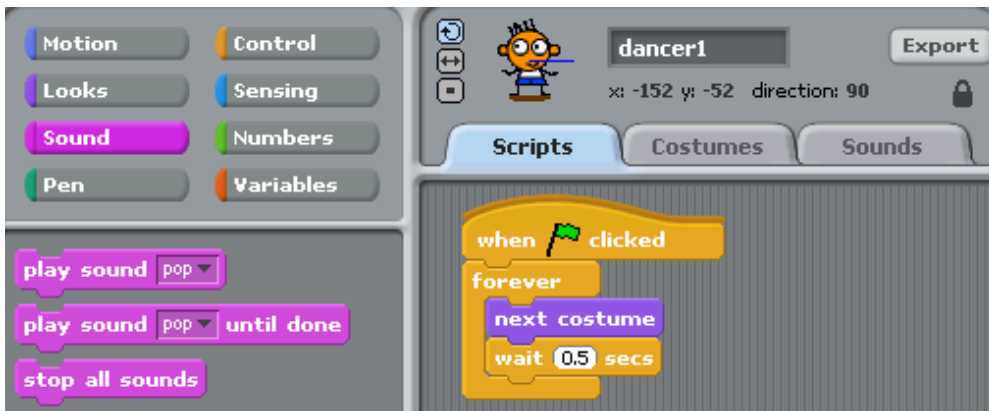 Motion
Control
Looks
Sensing
Sound
Numbers
Pen
Variables
play sound pop
play sound pop until done
stop all sounds
dancer1
Export
x: -152 y: -52 direction: 90
Scripts
Costumes
Sounds
when clicked
forever
next costume
wait 0.5 secs